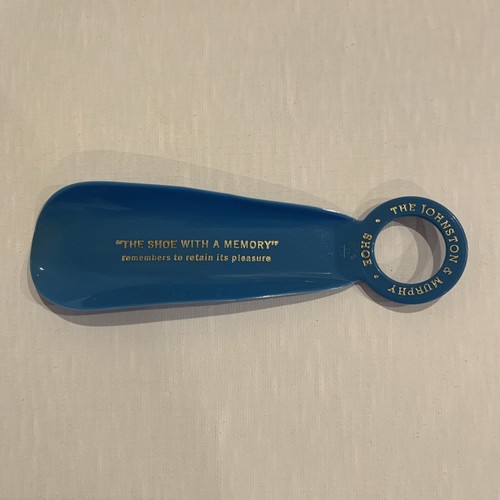 "THE SHOE WITH A MEMORY"
remembers to retain its pleasure
THE JOHNSTON & MURPHY SHOE